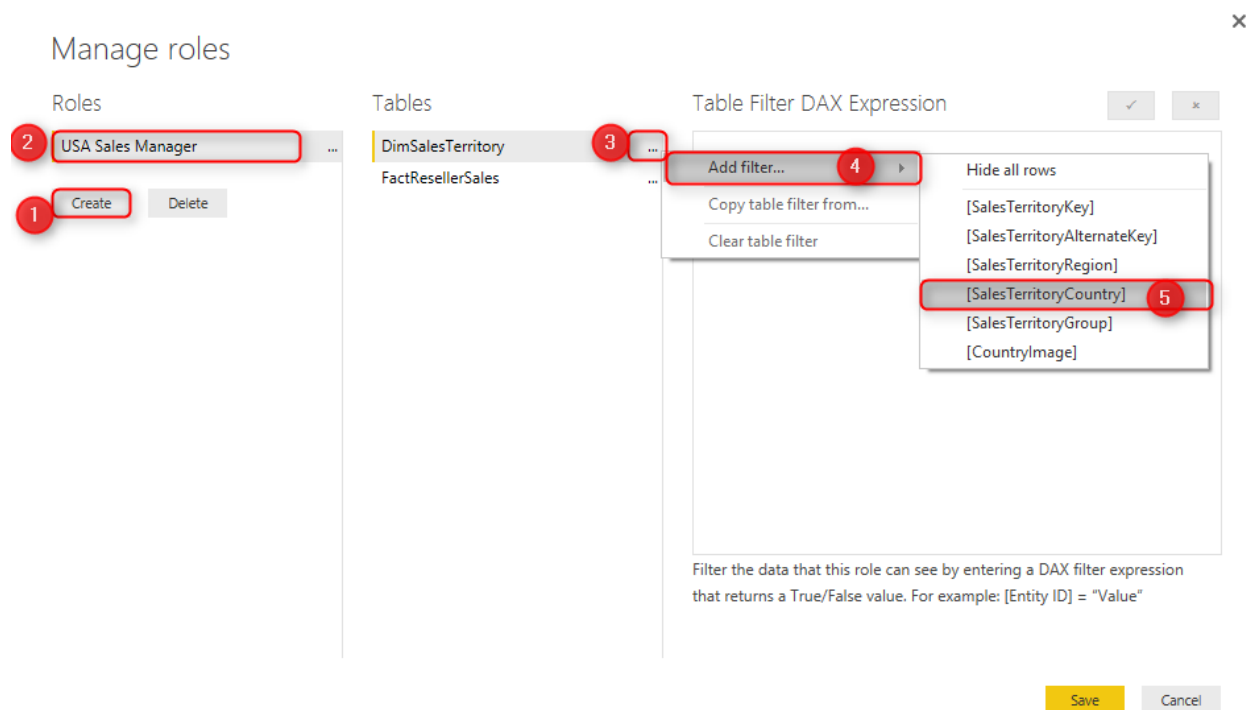 ×
Manage roles
Roles
Tables
Table Filter DAX Expression
✓ ×
2 USA Sales Manager ...
DimSalesTerritory 3 ...
FactResellerSales ...
1 Create Delete
Add filter... 4
Copy table filter from...
Clear table filter
Hide all rows
[SalesTerritoryKey]
[SalesTerritoryAlternateKey]
[SalesTerritoryRegion]
[SalesTerritoryCountry] 5
[SalesTerritoryGroup]
[CountryImage]
Filter the data that this role can see by entering a DAX filter expression
that returns a True/False value. For example: [Entity ID] = “Value”
Save Cancel